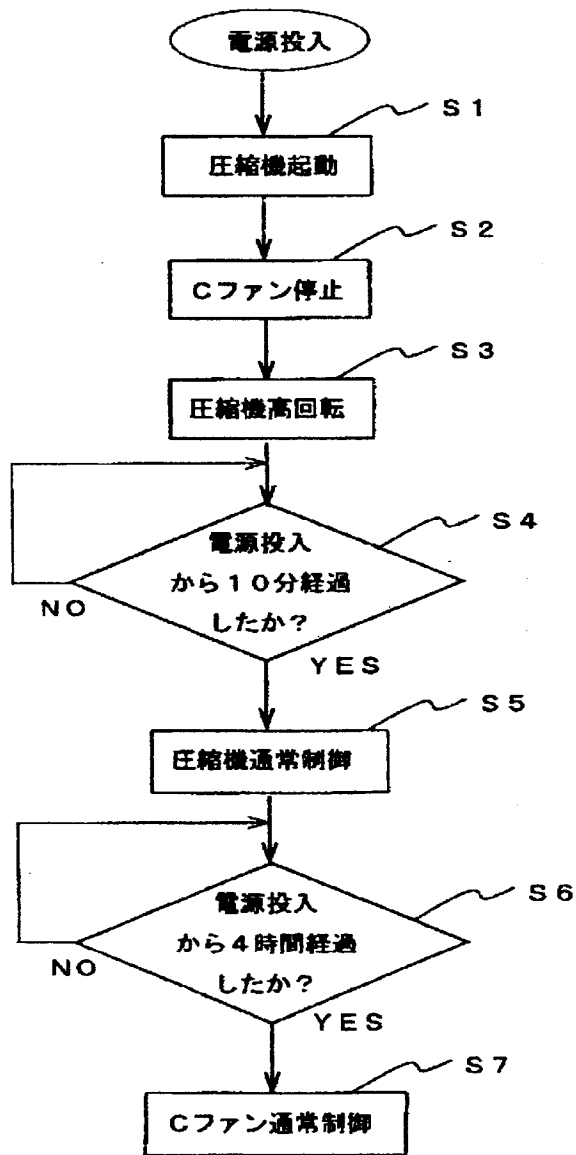 電源投入
S1
圧縮機起動
S2
Cファン停止
S3
圧縮機高回転
S4
電源投入
から10分経過
したか?
NO
YES
S5
圧縮機通常制御
S6
電源投入
から4時間経過
したか?
NO
YES
S7
Cファン通常制御